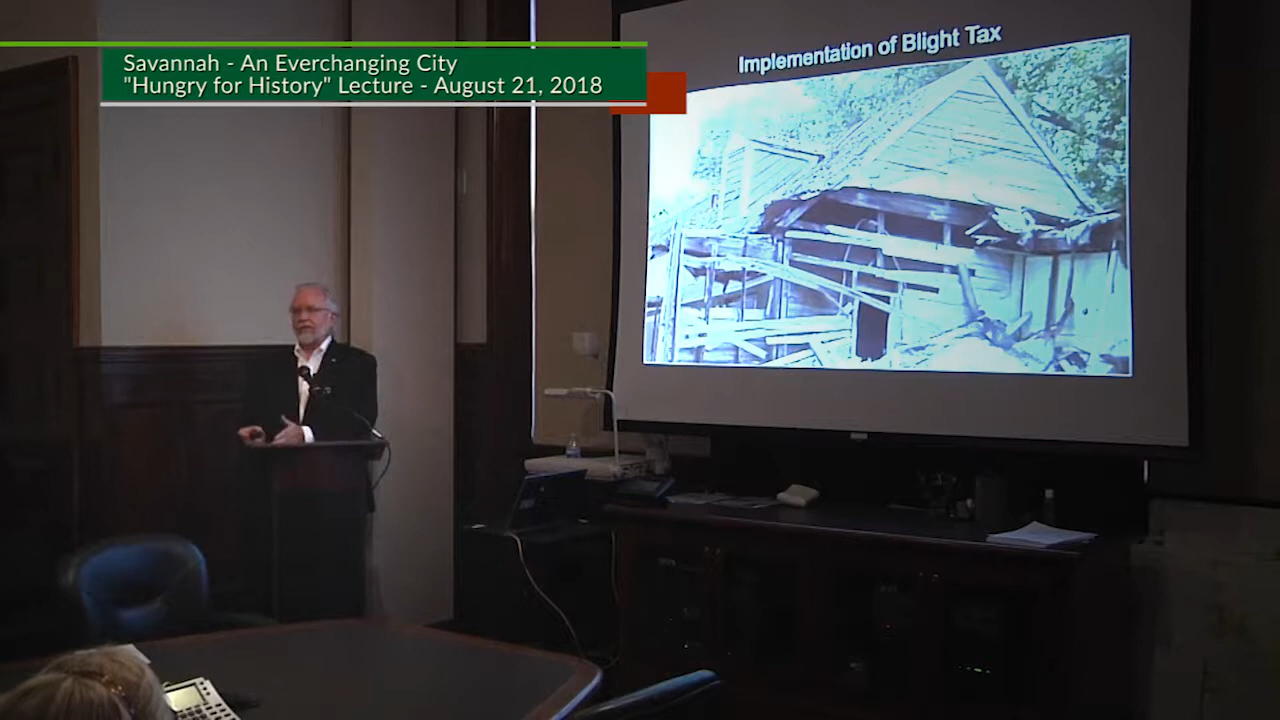 Savannah - An Everchanging City
"Hungry for History" Lecture - August 21, 2018
Implementation of Blight Tax